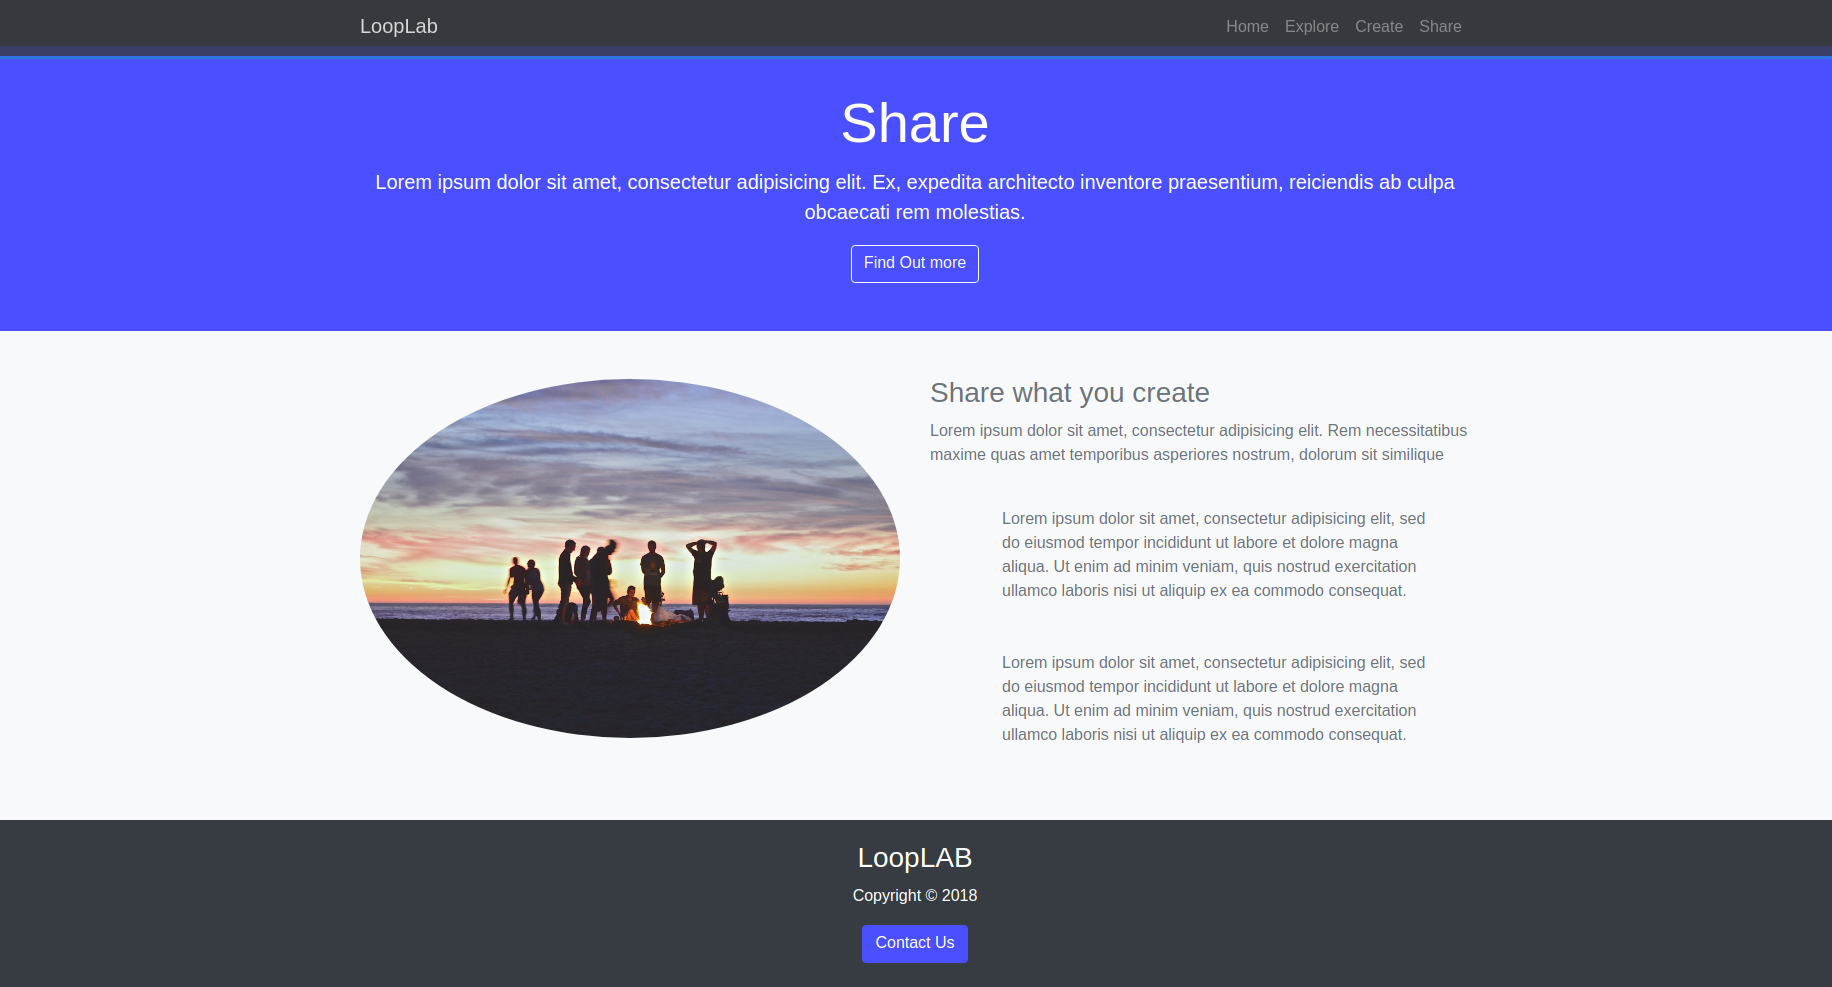 LoopLab
Home Explore Create Share
Share
Lorem ipsum dolor sit amet, consectetur adipisicing elit. Ex, expedita architecto inventore praesentium, reiciendis ab culpa
obcaecati rem molestias.
Find Out more
Share what you create
Lorem ipsum dolor sit amet, consectetur adipisicing elit. Rem necessitatibus
maxime quas amet temporibus asperiores nostrum, dolorum sit similique
Lorem ipsum dolor sit amet, consectetur adipisicing elit, sed
do eiusmod tempor incididunt ut labore et dolore magna
aliqua. Ut enim ad minim veniam, quis nostrud exercitation
ullamco laboris nisi ut aliquip ex ea commodo consequat.
Lorem ipsum dolor sit amet, consectetur adipisicing elit, sed
do eiusmod tempor incididunt ut labore et dolore magna
aliqua. Ut enim ad minim veniam, quis nostrud exercitation
ullamco laboris nisi ut aliquip ex ea commodo consequat.
LoopLAB
Copyright © 2018
Contact Us